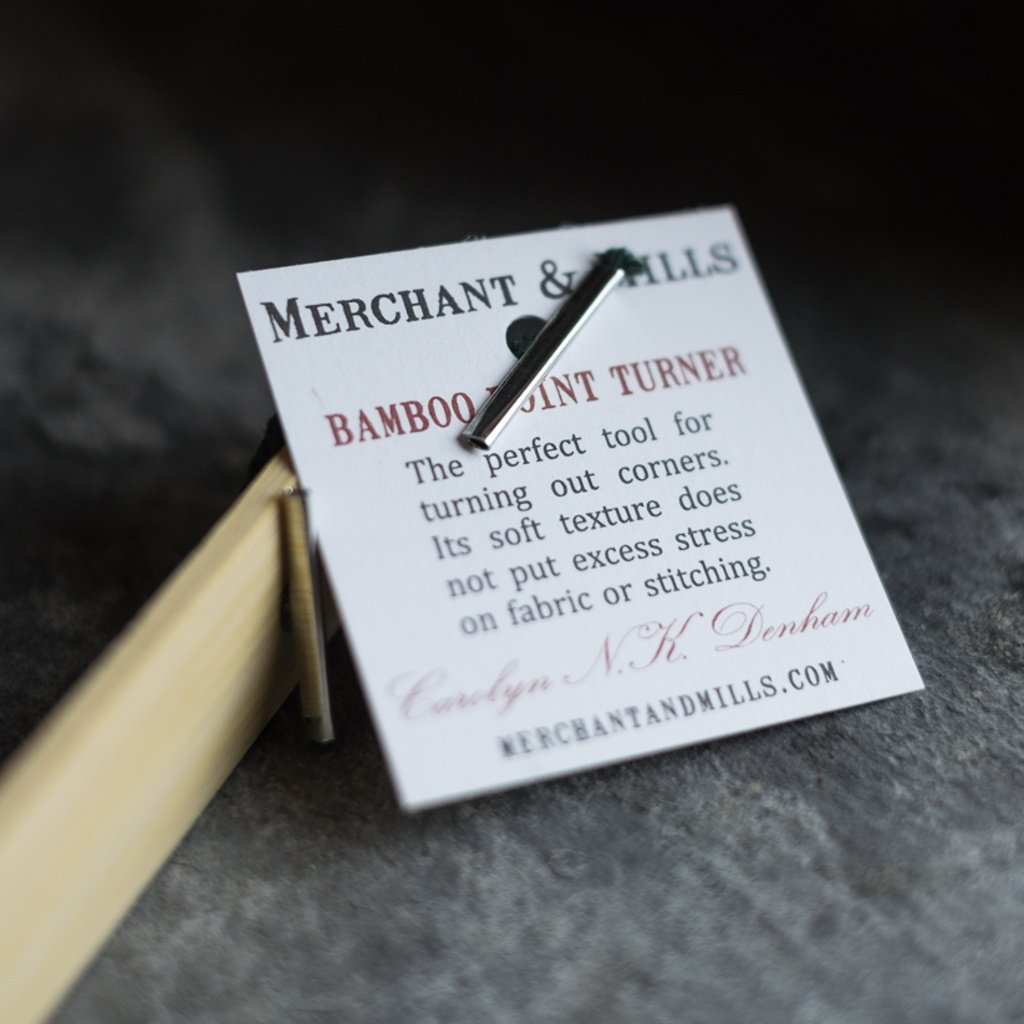 MERCHANT & MILLS
BAMBOO POINT TURNER
The perfect tool for
turning out corners.
Its soft texture does
not put excess stress
on fabric or stitching.
Carolyn N.K. Denham
MERCHANTANDMILLS.COM